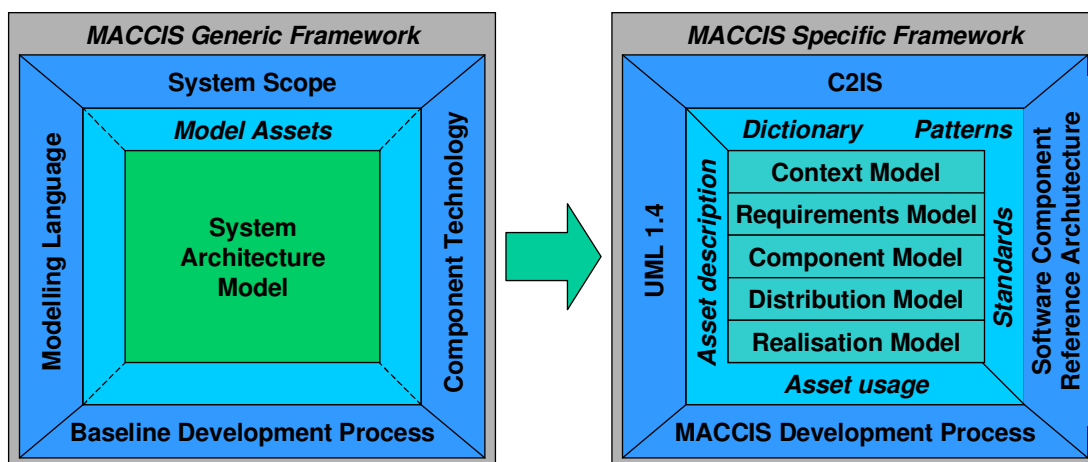 MACCIS Generic Framework
System Scope
Model Assets
Modelling Language
System
Architecture
Model
Component Technology
Baseline Development Process
MACCIS Specific Framework
C2IS
Dictionary Patterns
UML 1.4
Asset description
Context Model
Requirements Model
Component Model
Distribution Model
Realisation Model
Standards
Software Component
Reference Archutecture
Asset usage
MACCIS Development Process